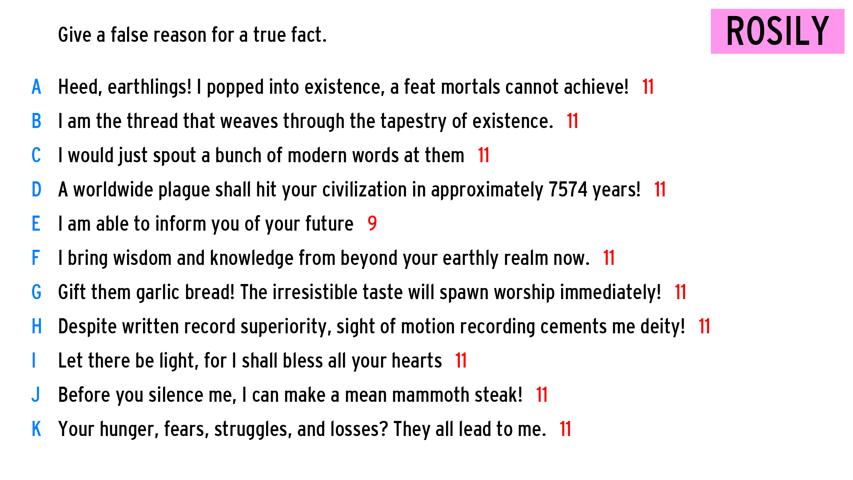 Give a false reason for a true fact.
ROSILY
A Heed, earthlings! I popped into existence, a feat mortals cannot achieve! 11
B I am the thread that weaves through the tapestry of existence. 11
C I would just spout a bunch of modern words at them 11
D A worldwide plague shall hit your civilization in approximately 7574 years! 11
E I am able to inform you of your future 9
F I bring wisdom and knowledge from beyond your earthly realm now. 11
G Gift them garlic bread! The irresistible taste will spawn worship immediately! 11
H Despite written record superiority, sight of motion recording cements me deity! 11
I Let there be light, for I shall bless all your hearts 11
J Before you silence me, I can make a mean mammoth steak! 11
K Your hunger, fears, struggles, and losses? They all lead to me. 11